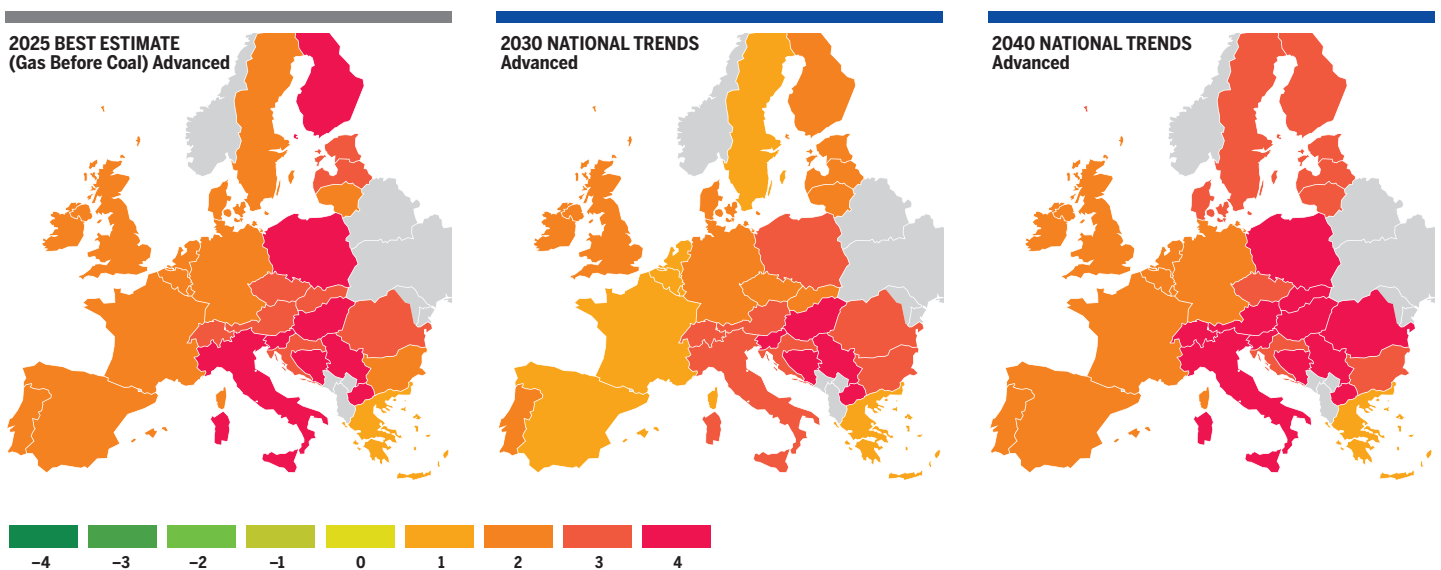 2025 BEST ESTIMATE
(Gas Before Coal) Advanced
2030 NATIONAL TRENDS
Advanced
2040 NATIONAL TRENDS
Advanced
–4 –3 –2 –1 0 1 2 3 4